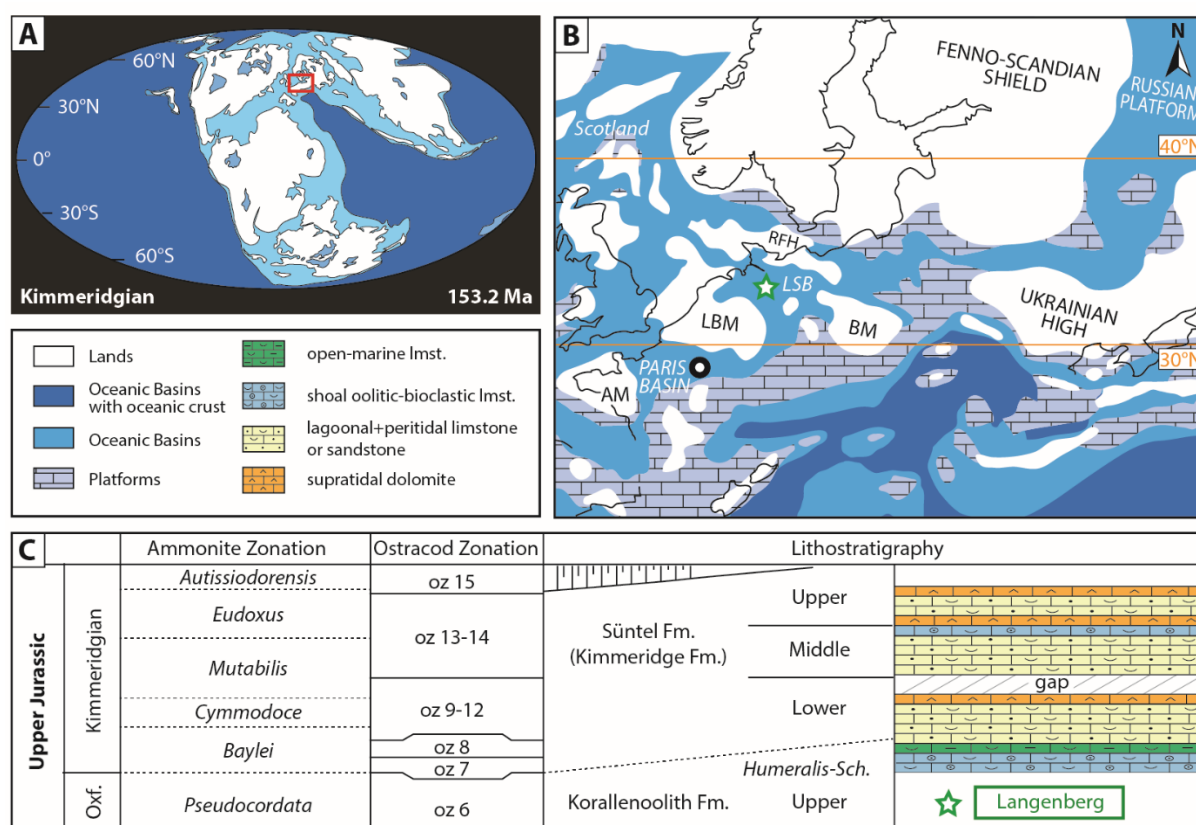 A
60°N
30°N
0°
30°S
60°S
Kimmeridgian
153.2 Ma
B
N
FENNO-SCANDIAN
SHIELD
RUSSIAN
PLATFORM
Scotland
40°N
RFH
LSB
LBM
BM
UKRAINIAN
HIGH
30°N
PARIS
BASIN
AM
Lands
Oceanic Basins
with oceanic crust
Oceanic Basins
Platforms
open-marine lmst.
shoal oolitic-bioclastic lmst.
lagoonal+peritidal limstone
or sandstone
supratidal dolomite
C
Ammonite Zonation
Ostracod Zonation
Lithostratigraphy
Upper Jurassic
Kimmeridgian
Oxf.
Autissiodorensis
Eudoxus
Mutabilis
Cymmodoce
Baylei
Pseudocordata
oz 15
oz 13-14
oz 9-12
oz 8
oz 7
oz 6
Süntel Fm.
(Kimmeridge Fm.)
Korallenoolith Fm.
Upper
Middle
Lower
Humeralis-Sch.
Upper
gap
Langenberg